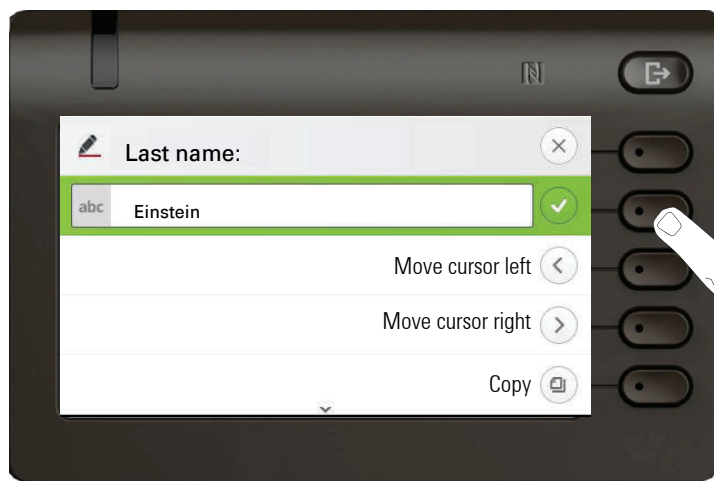 Last name:
abc Einstein
Move cursor left
Move cursor right
Copy